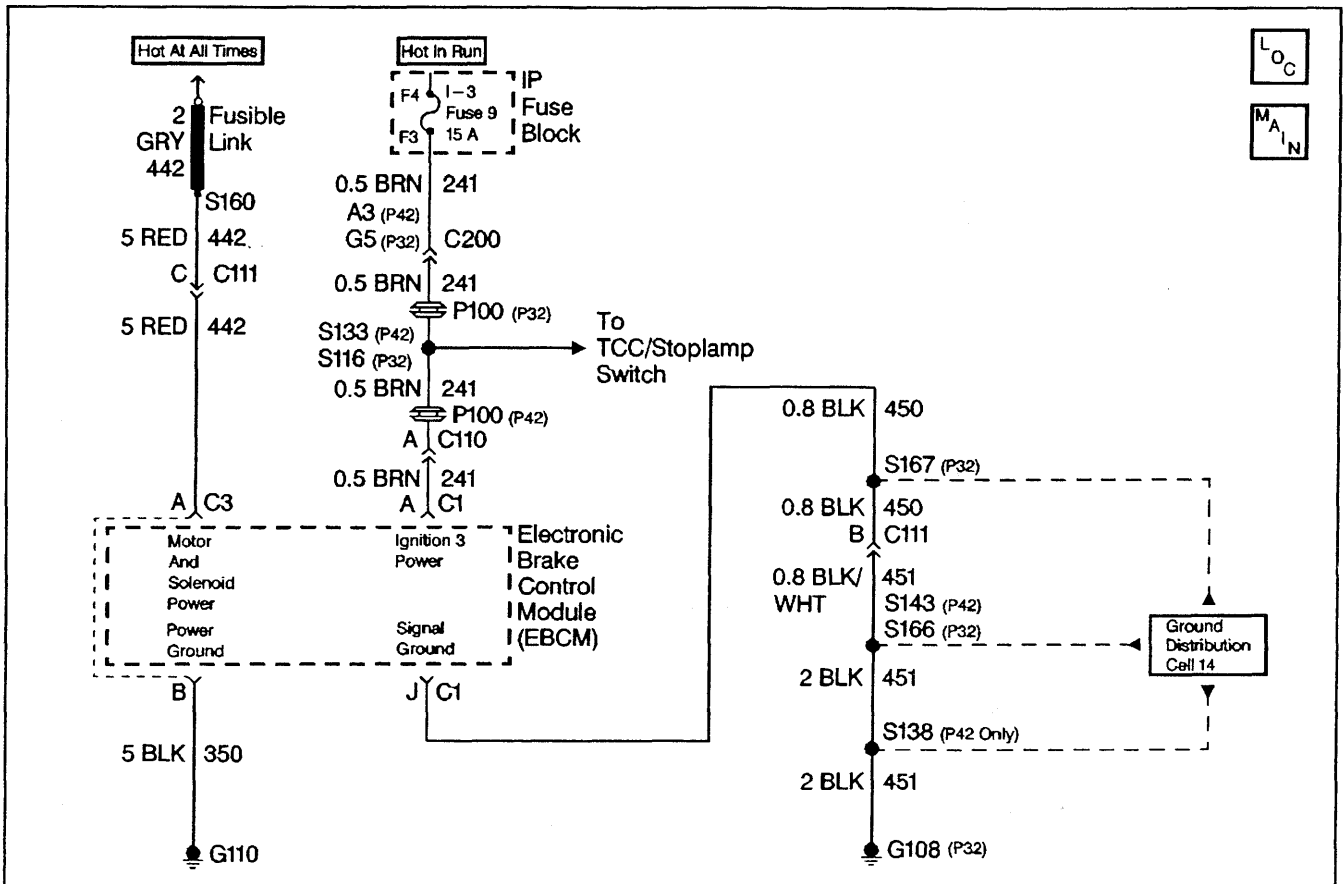 Hot At All Times
Hot In Run
LOC
MAIN
2 Fusible
GRY Link
442
S160
5 RED 442
C C111
5 RED 442
F4 I-3
Fuse 9
F3 15 A
IP
Fuse
Block
0.5 BRN 241
A3 (P42)
G5 (P32) C200
0.5 BRN 241
P100 (P32)
S133 (P42)
S116 (P32)
To
TCC/Stoplamp
Switch
0.5 BRN 241
P100 (P42)
A C110
0.5 BRN 241
A C3
A C1
Motor
And
Solenoid
Power
Power
Ground
Ignition 3
Power
Signal
Ground
Electronic
Brake
Control
Module
(EBCM)
B
J C1
5 BLK 350
G110
0.8 BLK 450
S167 (P32)
0.8 BLK 450
B C111
0.8 BLK/ 451
WHT
S143 (P42)
S166 (P32)
Ground
Distribution
Cell 14
2 BLK 451
S138 (P42 Only)
2 BLK 451
G108 (P32)